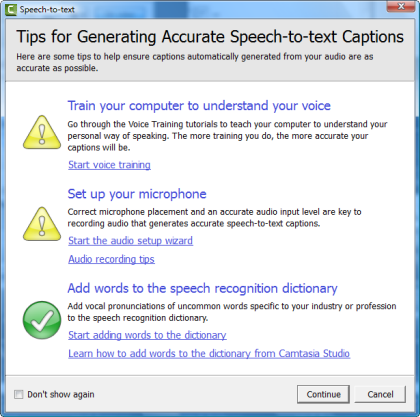 Speech-to-text
Tips for Generating Accurate Speech-to-text Captions
Here are some tips to help ensure captions automatically generated from your audio are as
accurate as possible.
Train your computer to understand your voice
Go through the Voice Training tutorials to teach your computer to understand your
personal way of speaking. The more training you do, the more accurate your
captions will be.
Start voice training
Set up your microphone
Correct microphone placement and an accurate audio input level are key to
recording audio that generates accurate speech-to-text captions.
Start the audio setup wizard
Audio recording tips
Add words to the speech recognition dictionary
Add vocal pronunciations of uncommon words specific to your industry or profession
to the speech recognition dictionary.
Start adding words to the dictionary
Learn how to add words to the dictionary from Camtasia Studio
Don't show again
Continue
Cancel